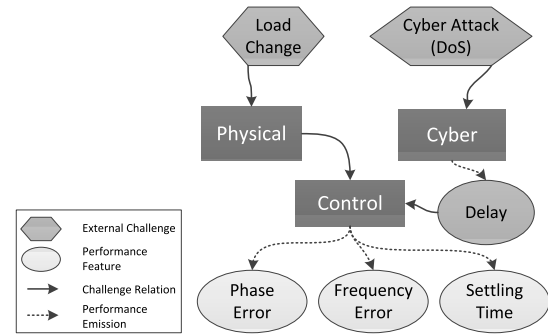 Load
Change
Cyber Attack
(DoS)
Physical
Cyber
Control
Delay
Phase
Error
Frequency
Error
Settling
Time
External Challenge
Performance
Feature
Challenge Relation
Performance
Emission